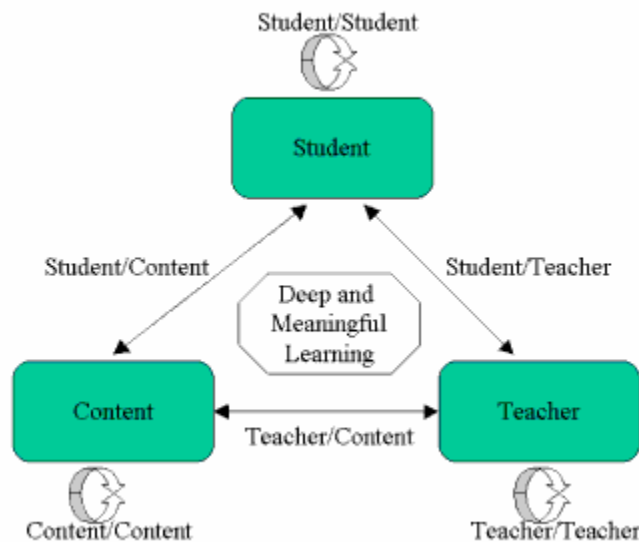 Student/Student
Student
Student/Content
Student/Teacher
Deep and
Meaningful
Learning
Content
Teacher
Teacher/Content
Content/Content
Teacher/Teacher